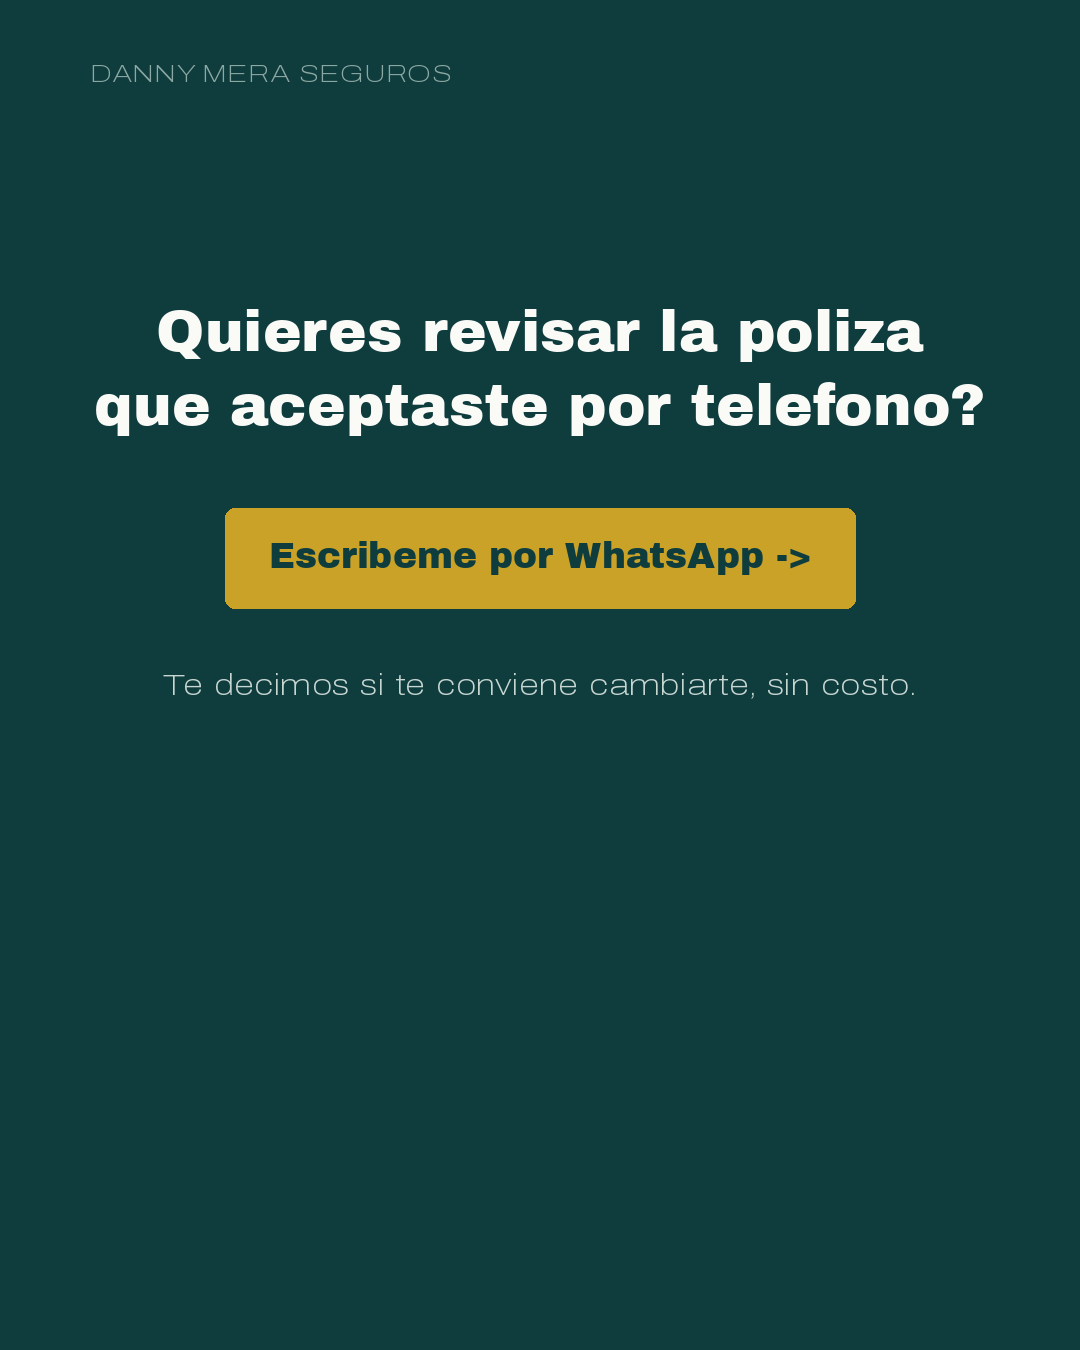 DANNY MERA SEGUROS
Quieres revisar la poliza
que aceptaste por telefono?
Escribeme por WhatsApp ->
Te decimos si te conviene cambiarte, sin costo.